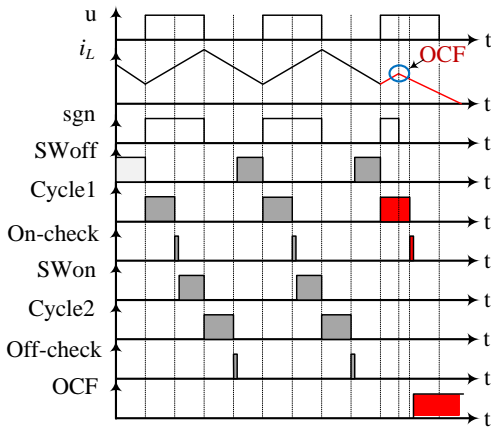 u
t
i_L
OCF
t
sgn
t
SWoff
t
Cycle1
t
On-check
t
SWon
t
Cycle2
t
Off-check
t
OCF
t